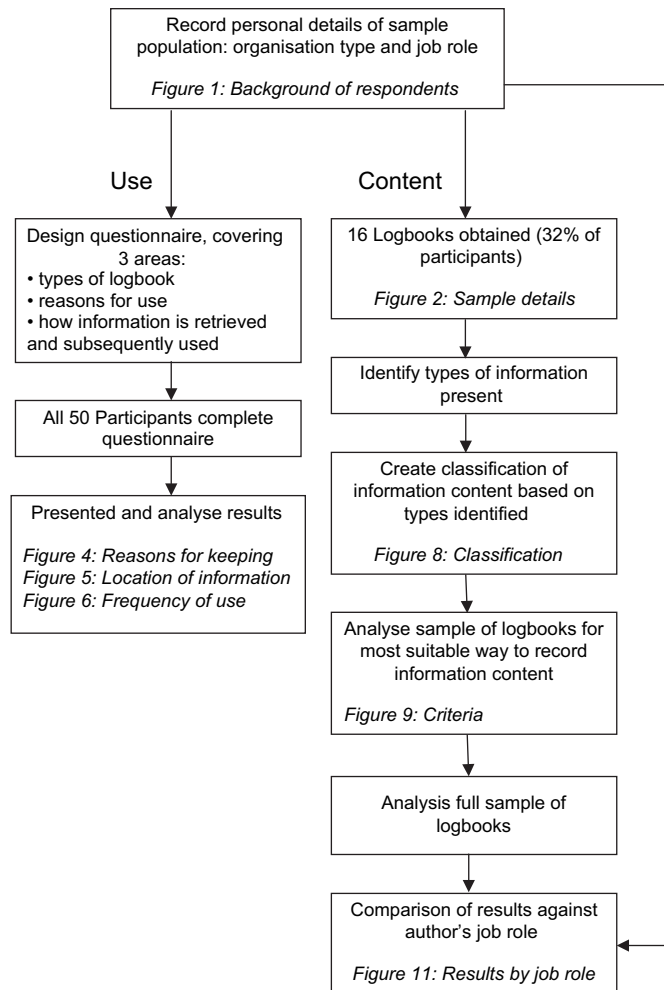 Record personal details of sample
population: organisation type and job role
Figure 1: Background of respondents
Use
Design questionnaire, covering
3 areas:
• types of logbook
• reasons for use
• how information is retrieved
and subsequently used
All 50 Participants complete
questionnaire
Presented and analyse results
Figure 4: Reasons for keeping
Figure 5: Location of information
Figure 6: Frequency of use
Content
16 Logbooks obtained (32% of
participants)
Figure 2: Sample details
Identify types of information
present
Create classification of
information content based on
types identified
Figure 8: Classification
Analyse sample of logbooks for
most suitable way to record
information content
Figure 9: Criteria
Analysis full sample of
logbooks
Comparison of results against
author's job role
Figure 11: Results by job role